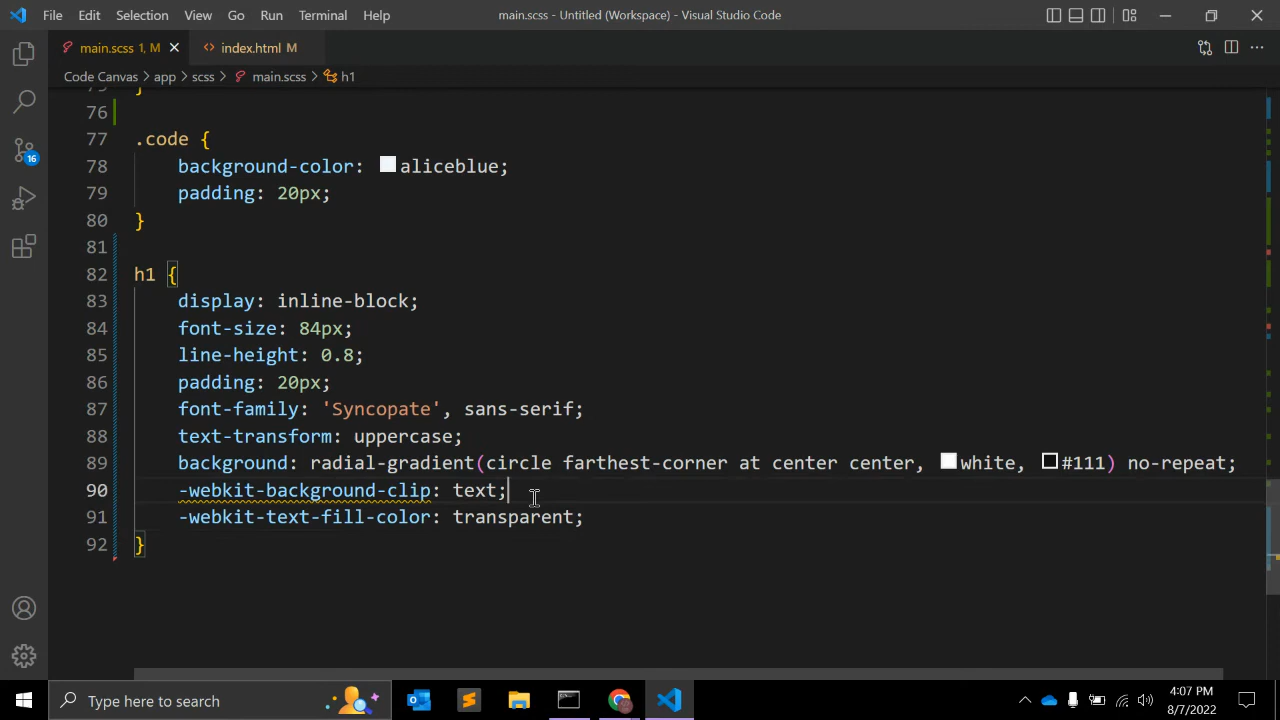 File Edit Selection View Go Run Terminal Help main.scss - Untitled (Workspace) - Visual Studio Code
main.scss 1, M index.html M
Code Canvas > app > scss > main.scss > h1
76
77 .code {
78 background-color: aliceblue;
79 padding: 20px;
80 }
81
82 h1 {
83 display: inline-block;
84 font-size: 84px;
85 line-height: 0.8;
86 padding: 20px;
87 font-family: 'Syncopate', sans-serif;
88 text-transform: uppercase;
89 background: radial-gradient(circle farthest-corner at center center, white, #111) no-repeat;
90 -webkit-background-clip: text;
91 -webkit-text-fill-color: transparent;
92 }
16
Type here to search
4:07 PM
8/7/2022